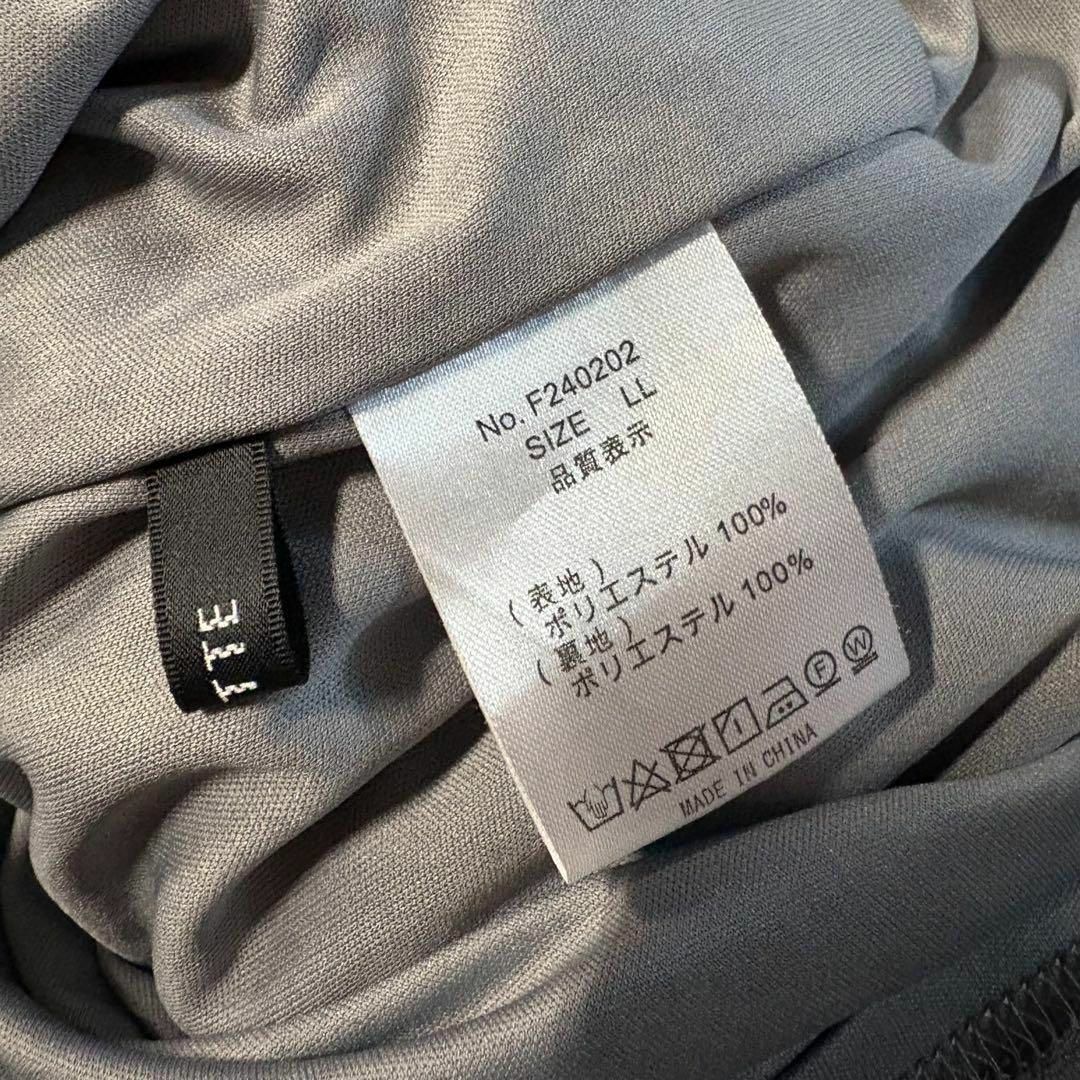 No. F240202
SIZE LL
品質表示
(表地)
ポリエステル 100%
(裏地)
ポリエステル 100%
F W
MADE IN CHINA
TTE